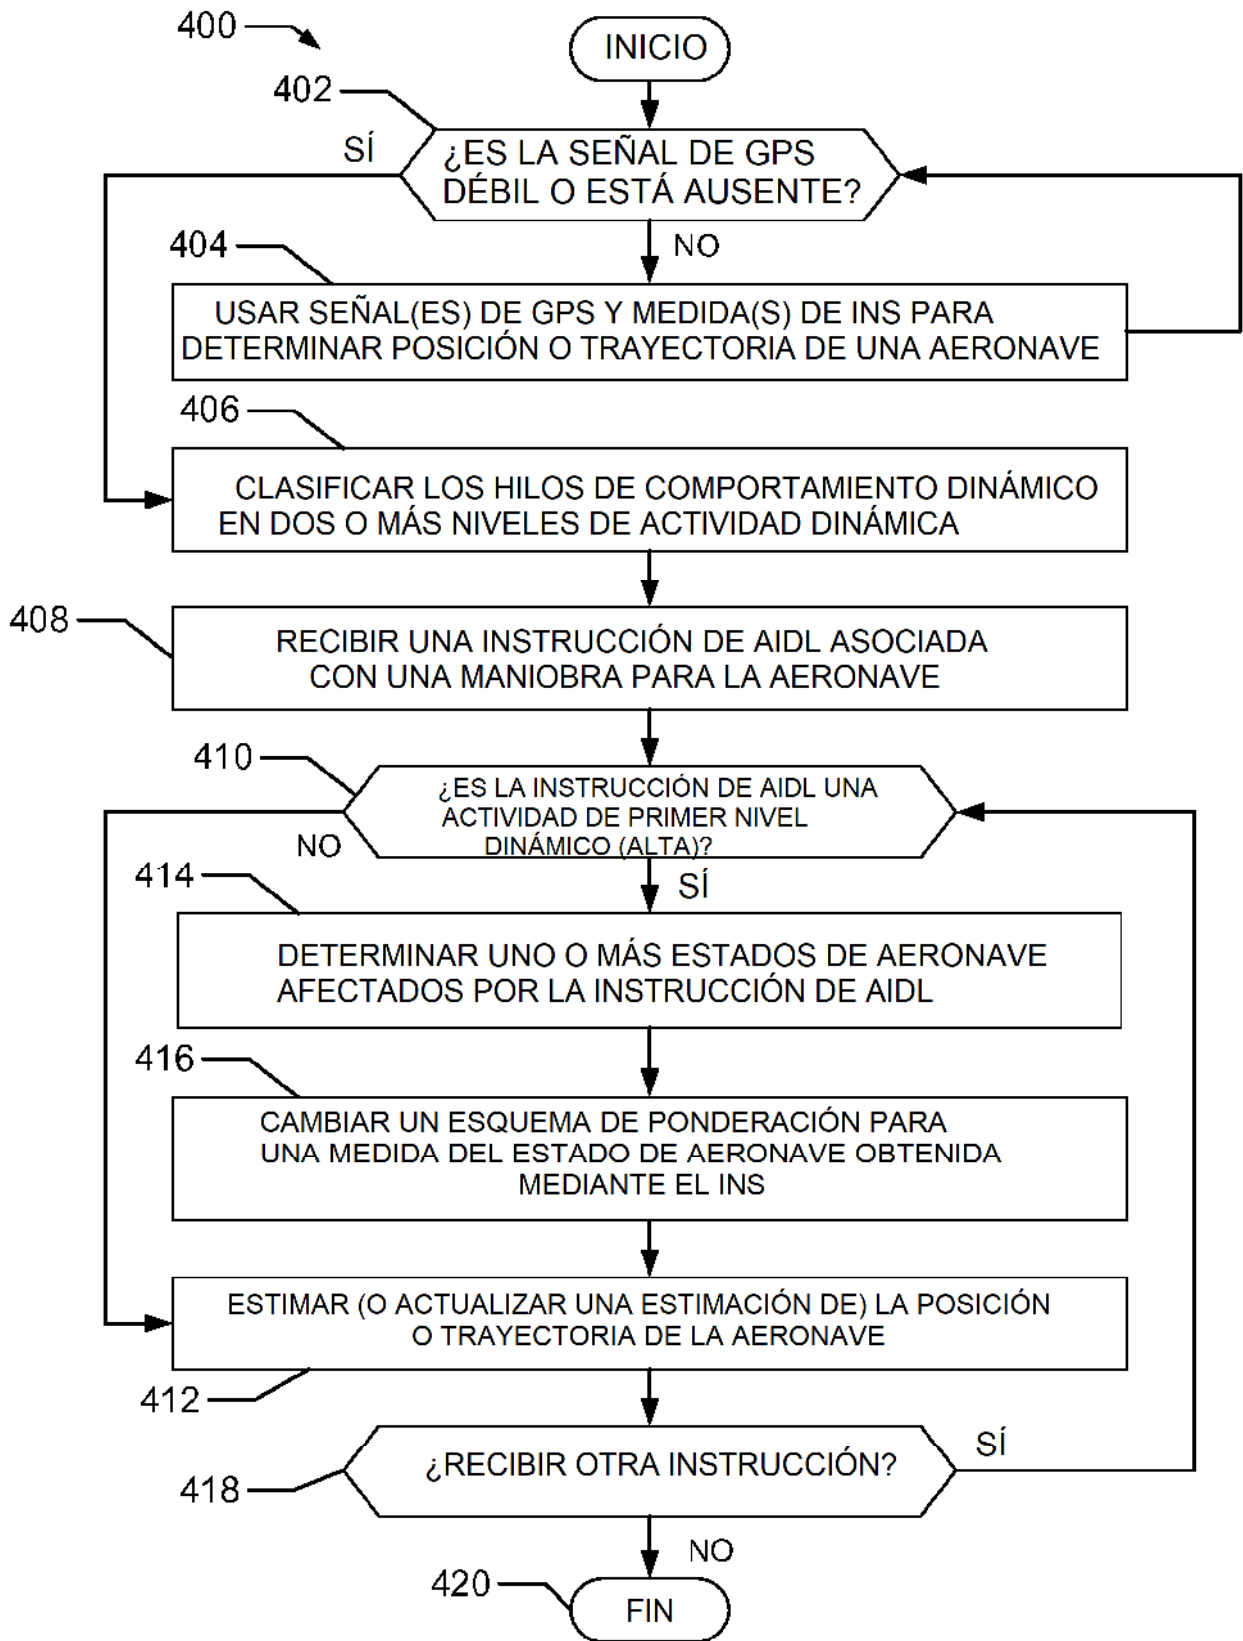 400
INICIO
402
SÍ
¿ES LA SEÑAL DE GPS
DÉBIL O ESTÁ AUSENTE?
404
NO
USAR SEÑAL(ES) DE GPS Y MEDIDA(S) DE INS PARA
DETERMINAR POSICIÓN O TRAYECTORIA DE UNA AERONAVE
406
CLASIFICAR LOS HILOS DE COMPORTAMIENTO DINÁMICO
EN DOS O MÁS NIVELES DE ACTIVIDAD DINÁMICA
408
RECIBIR UNA INSTRUCCIÓN DE AIDL ASOCIADA
CON UNA MANIOBRA PARA LA AERONAVE
410
¿ES LA INSTRUCCIÓN DE AIDL UNA
ACTIVIDAD DE PRIMER NIVEL
DINÁMICO (ALTA)?
NO
SÍ
414
DETERMINAR UNO O MÁS ESTADOS DE AERONAVE
AFECTADOS POR LA INSTRUCCIÓN DE AIDL
416
CAMBIAR UN ESQUEMA DE PONDERACIÓN PARA
UNA MEDIDA DEL ESTADO DE AERONAVE OBTENIDA
MEDIANTE EL INS
ESTIMAR (O ACTUALIZAR UNA ESTIMACIÓN DE) LA POSICIÓN
O TRAYECTORIA DE LA AERONAVE
412
¿RECIBIR OTRA INSTRUCCIÓN?
SÍ
418
NO
420
FIN